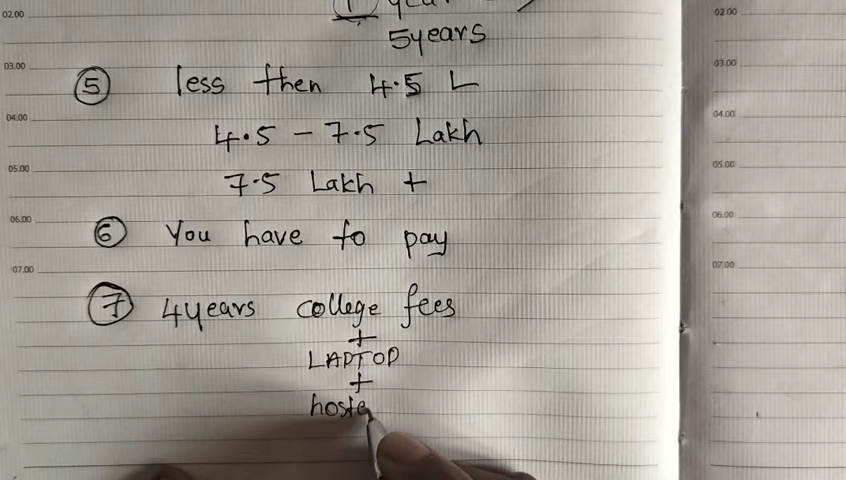 02.00
02.00
5years
03.00
03.00
5 less then 4.5 L
04.00
4.5 - 7.5 Lakh
04.00
05.00
7.5 Lakh +
05.00
06.00
6 You have to pay
06.00
07.00
07.00
7 4years college fees
+
LAPTOP
+
hoste